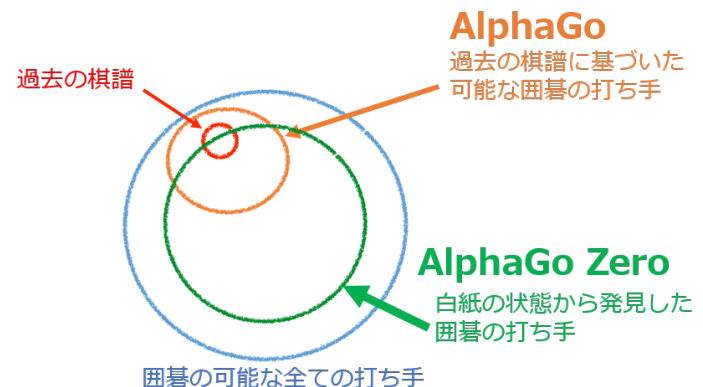 AlphaGo
過去の棋譜に基づいた
可能な囲碁の打ち手
過去の棋譜
AlphaGo Zero
白紙の状態から発見した
囲碁の打ち手
囲碁の可能な全ての打ち手